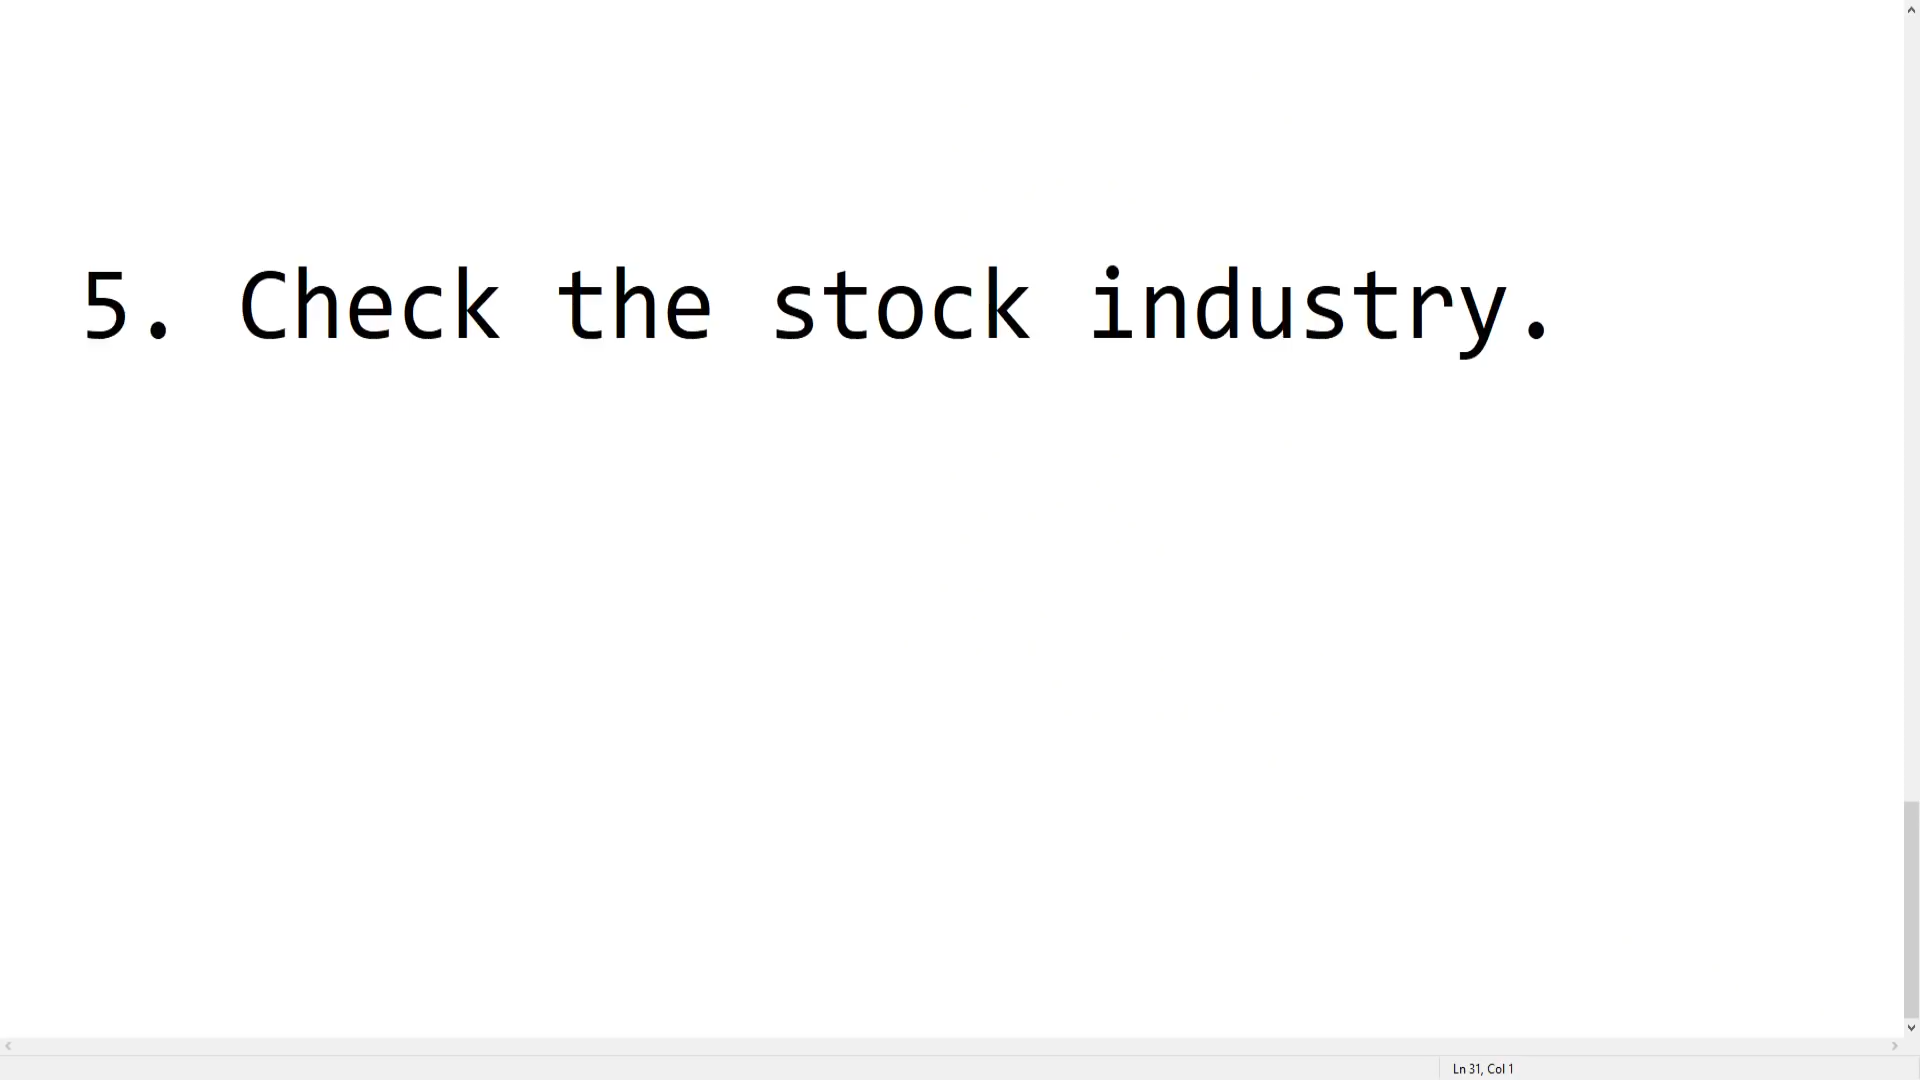 5. Check the stock industry.
Ln 31, Col 1